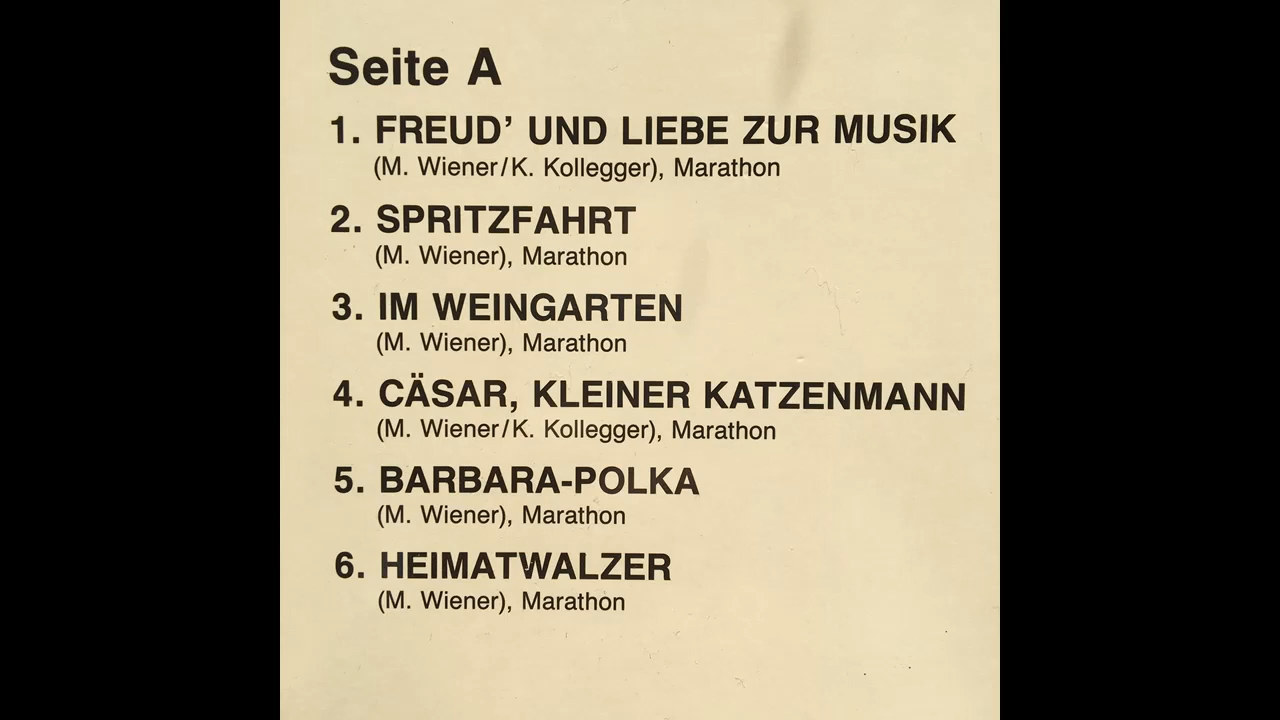 Seite A
1. FREUD’ UND LIEBE ZUR MUSIK
(M. Wiener/K. Kollegger), Marathon
2. SPRITZFAHRT
(M. Wiener), Marathon
3. IM WEINGARTEN
(M. Wiener), Marathon
4. CÄSAR, KLEINER KATZENMANN
(M. Wiener/K. Kollegger), Marathon
5. BARBARA-POLKA
(M. Wiener), Marathon
6. HEIMATWALZER
(M. Wiener), Marathon